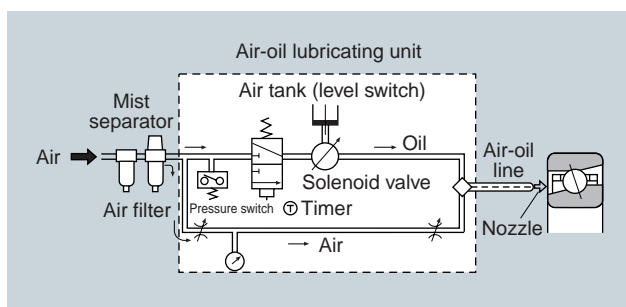 Air-oil lubricating unit
Air tank (level switch)
Mist
separator
Oil
Air
Air-oil
line
Solenoid valve
Air filter
Pressure switch
T Timer
Nozzle
Air